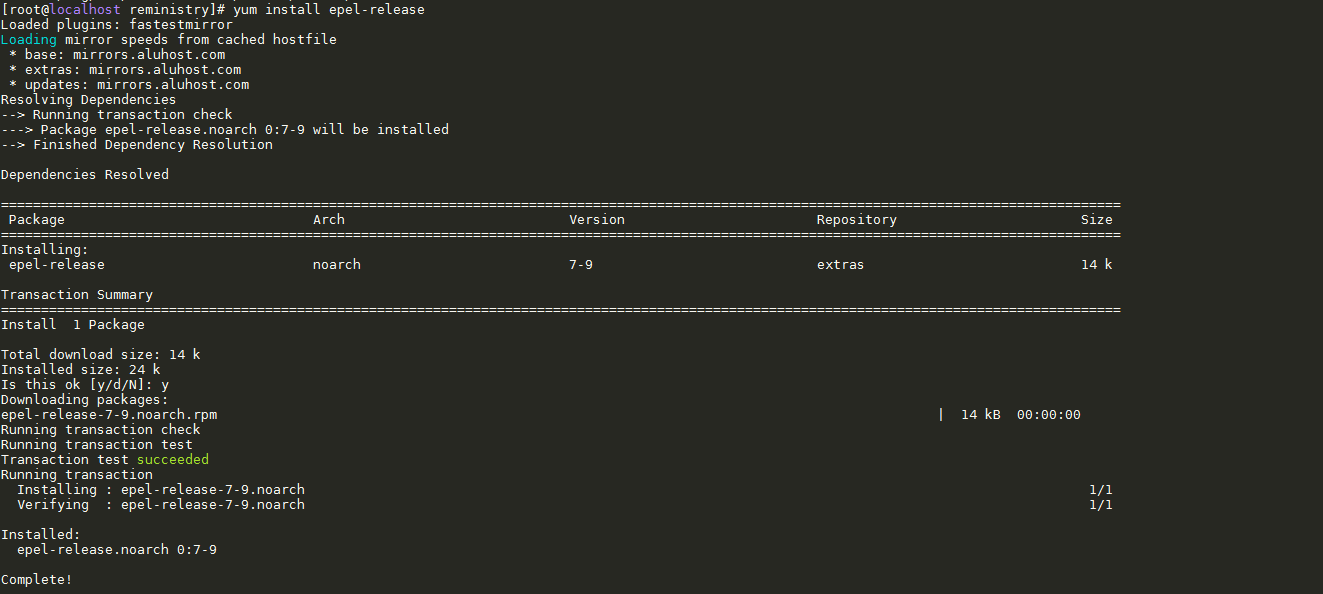 [root@localhost reministry]# yum install epel-release
Loaded plugins: fastestmirror
Loading mirror speeds from cached hostfile
 * base: mirrors.aluhost.com
 * extras: mirrors.aluhost.com
 * updates: mirrors.aluhost.com
Resolving Dependencies
--> Running transaction check
---> Package epel-release.noarch 0:7-9 will be installed
--> Finished Dependency Resolution

Dependencies Resolved

============================================================================================================================================
 Package                               Arch                            Version                        Repository                       Size
============================================================================================================================================
Installing:
 epel-release                          noarch                          7-9                            extras                           14 k

Transaction Summary
============================================================================================================================================
Install  1 Package

Total download size: 14 k
Installed size: 24 k
Is this ok [y/d/N]: y
Downloading packages:
epel-release-7-9.noarch.rpm                                                                                          |  14 kB  00:00:00
Running transaction check
Running transaction test
Transaction test succeeded
Running transaction
  Installing : epel-release-7-9.noarch                                                                                                  1/1
  Verifying  : epel-release-7-9.noarch                                                                                                  1/1

Installed:
  epel-release.noarch 0:7-9

Complete!